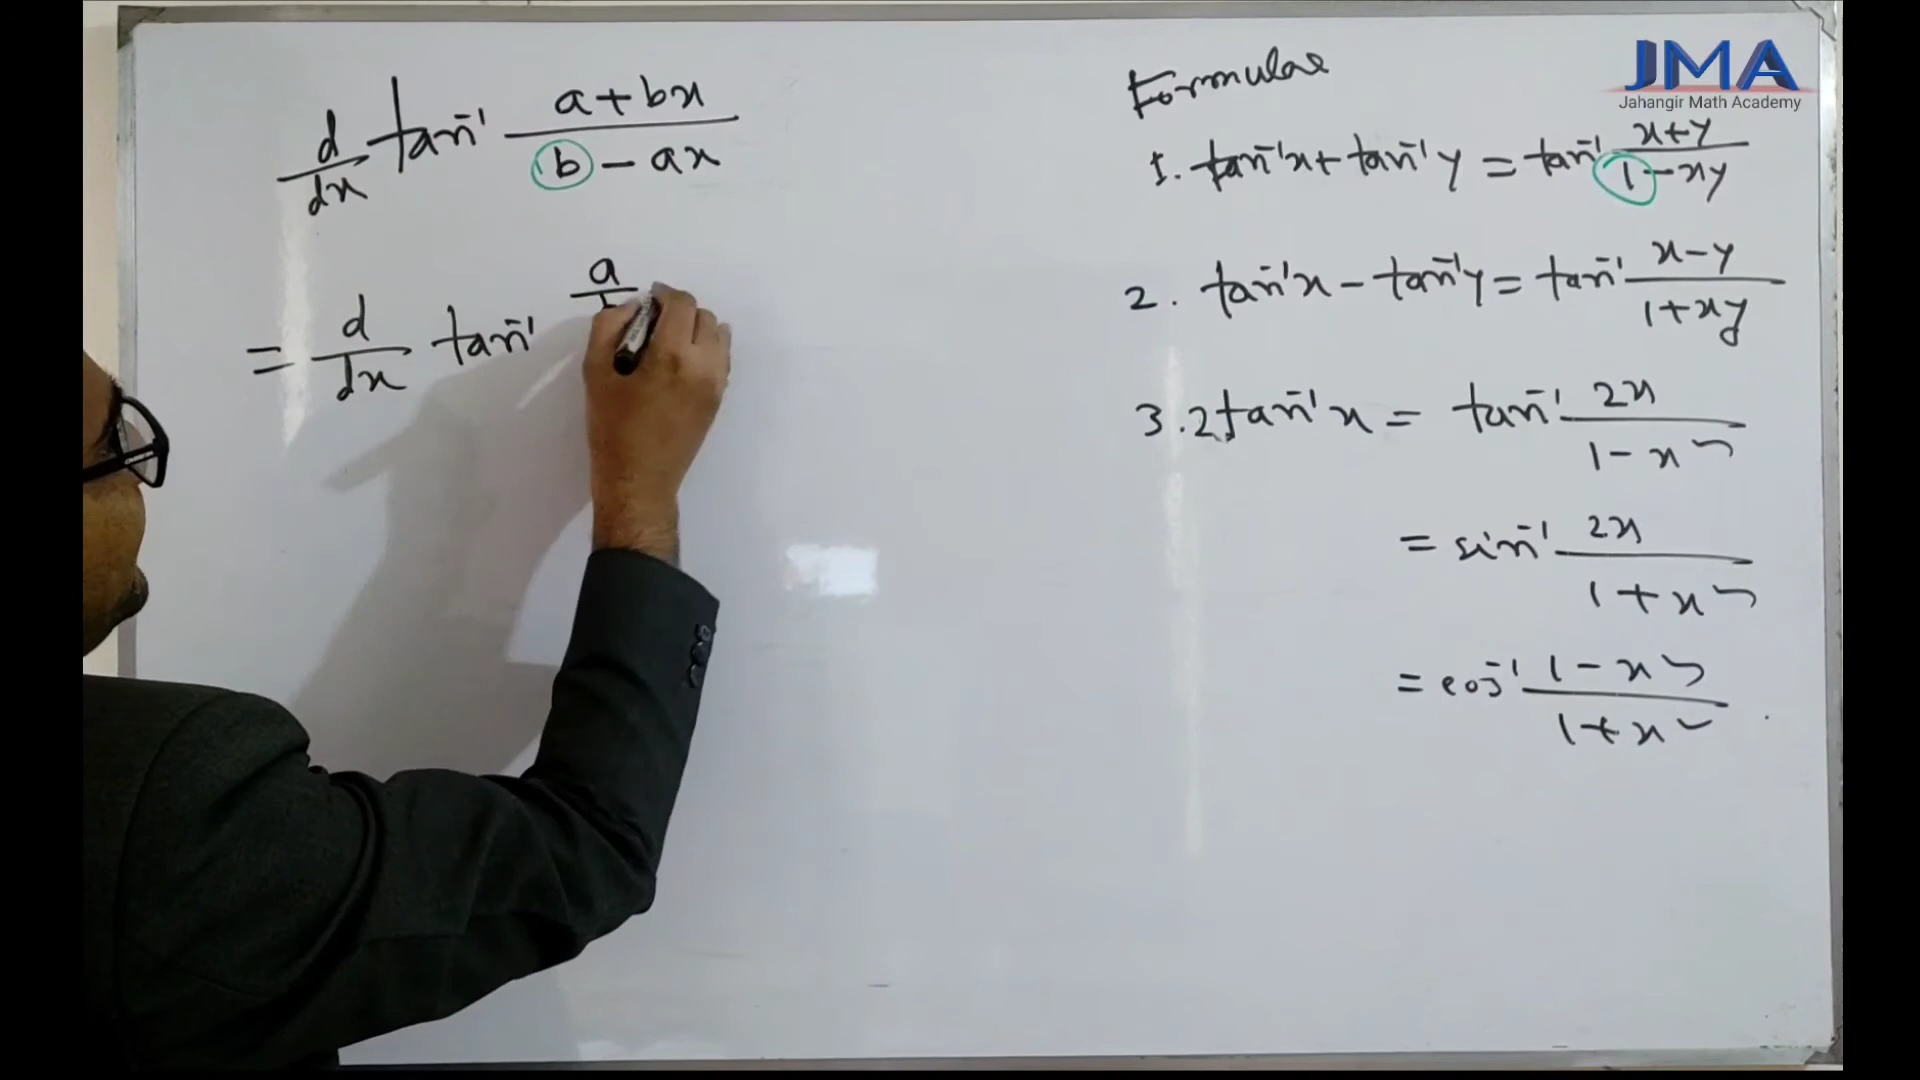 d/dx tan⁻¹ (a+bx)/(b-ax)
= d/dx tan⁻¹ a
Formulae
JMA
Jahangir Math Academy
1. tan⁻¹x + tan⁻¹y = tan⁻¹ (x+y)/(1-xy)
2. tan⁻¹x - tan⁻¹y = tan⁻¹ (x-y)/(1+xy)
3. 2tan⁻¹x = tan⁻¹ 2x/(1-x²)
= sin⁻¹ 2x/(1+x²)
= cos⁻¹ (1-x²)/(1+x²)